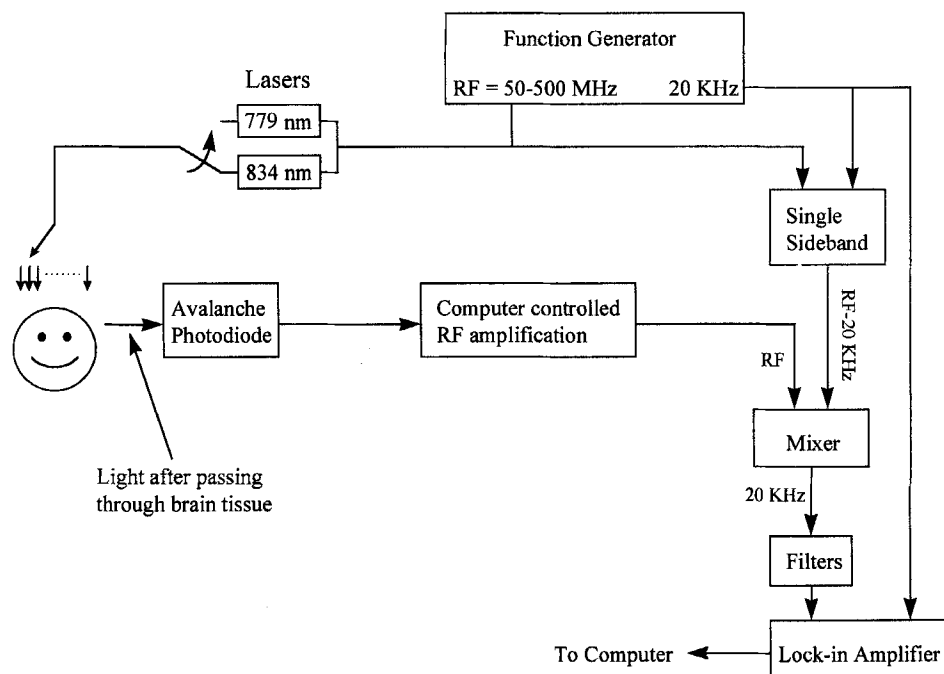 Function Generator
RF = 50-500 MHz 20 KHz
Lasers
779 nm
834 nm
Single
Sideband
Avalanche
Photodiode
Computer controlled
RF amplification
RF
RF-20 KHz
Mixer
Light after passing
through brain tissue
20 KHz
Filters
To Computer
Lock-in Amplifier